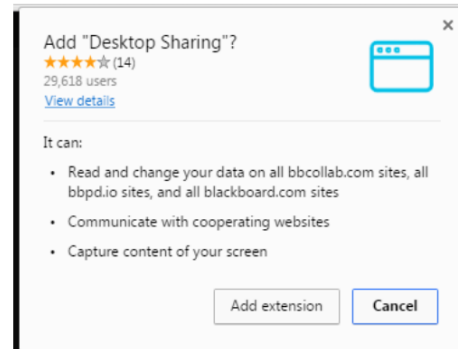 Add "Desktop Sharing"?
★★★★☆ (14)
29,618 users
View details
It can:
• Read and change your data on all bbcollab.com sites, all
bbpd.io sites, and all blackboard.com sites
• Communicate with cooperating websites
• Capture content of your screen
Add extension Cancel